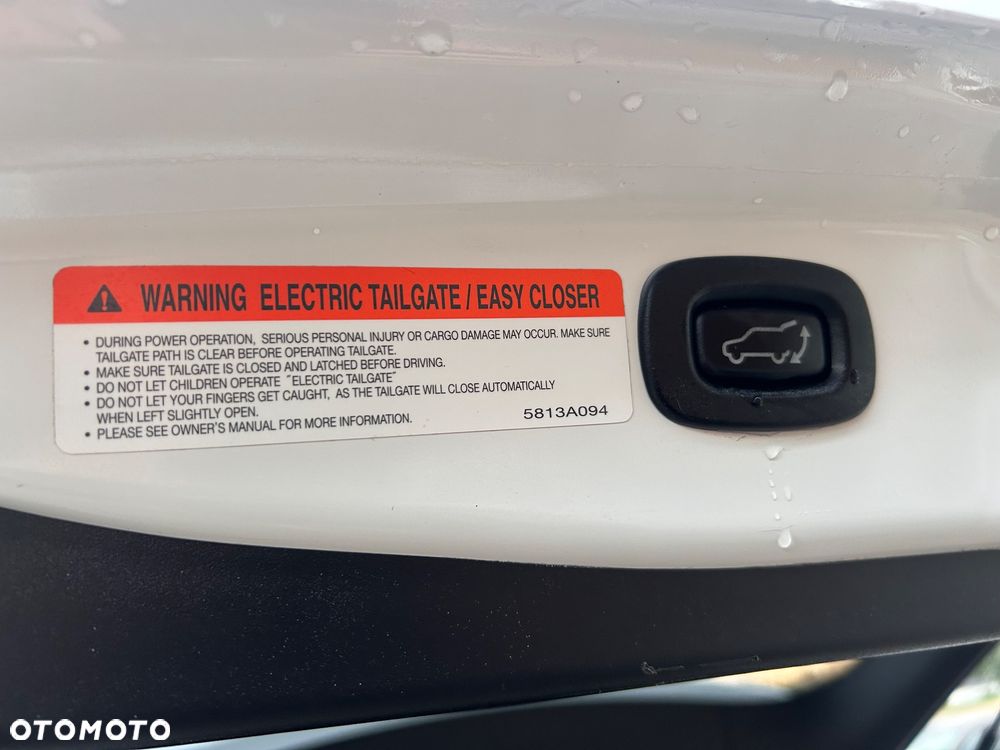 WARNING ELECTRIC TAILGATE / EASY CLOSER
• DURING POWER OPERATION, SERIOUS PERSONAL INJURY OR CARGO DAMAGE MAY OCCUR. MAKE SURE
TAILGATE PATH IS CLEAR BEFORE OPERATING TAILGATE.
• MAKE SURE TAILGATE IS CLOSED AND LATCHED BEFORE DRIVING.
• DO NOT LET CHILDREN OPERATE ˝ELECTRIC TAILGATE˝
• DO NOT LET YOUR FINGERS GET CAUGHT, AS THE TAILGATE WILL CLOSE AUTOMATICALLY
WHEN LEFT SLIGHTLY OPEN.
• PLEASE SEE OWNER'S MANUAL FOR MORE INFORMATION.
5813A094
OTOMOTO